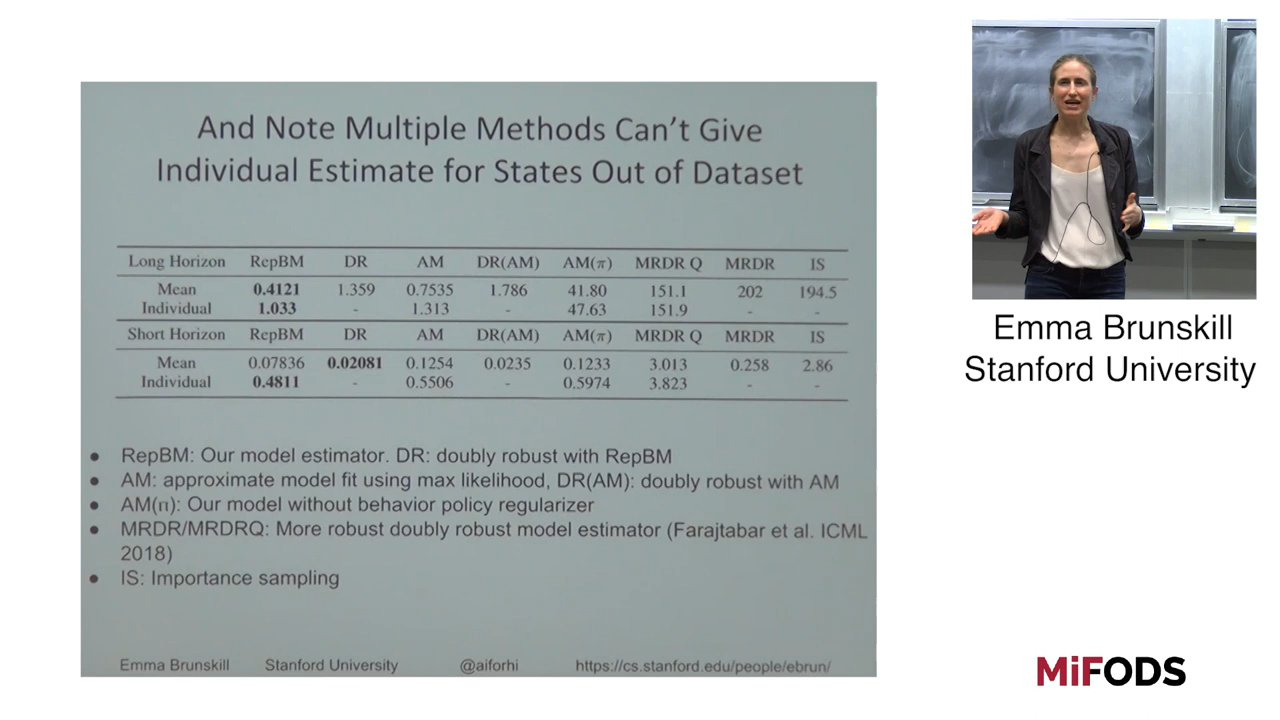 And Note Multiple Methods Can't Give
Individual Estimate for States Out of Dataset
Long Horizon RepBM DR AM DR(AM) AM(π) MRDR Q MRDR IS
Mean 0.4121 1.359 0.7535 1.786 41.80 151.1 202 194.5
Individual 1.033 - 1.313 - 47.63 151.9 - -
Short Horizon RepBM DR AM DR(AM) AM(π) MRDR Q MRDR IS
Mean 0.07836 0.02081 0.1254 0.0235 0.1233 3.013 0.258 2.86
Individual 0.4811 - 0.5506 - 0.5974 3.823 - -
● RepBM: Our model estimator. DR: doubly robust with RepBM
● AM: approximate model fit using max likelihood, DR(AM): doubly robust with AM
● AM(π): Our model without behavior policy regularizer
● MRDR/MRDRQ: More robust doubly robust model estimator (Farajtabar et al. ICML
2018)
● IS: Importance sampling
Emma Brunskill Stanford University @aiforhi https://cs.stanford.edu/people/ebrun/
Emma Brunskill
Stanford University
MiFODS